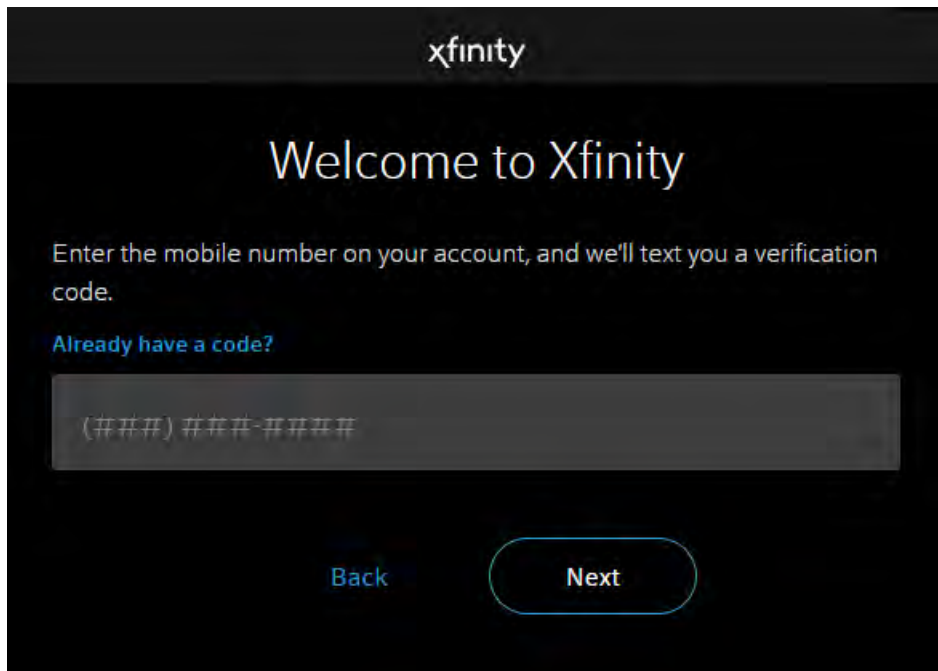 xfinity
Welcome to Xfinity
Enter the mobile number on your account, and we'll text you a verification
code.
Already have a code?
(###) ###-####
Back Next